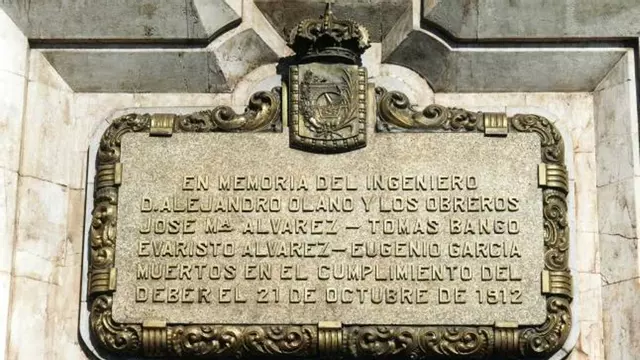 EN MEMORIA DEL INGENIERO
D. ALEJANDRO OLANO Y LOS OBREROS
JOSE Mª ALVAREZ – TOMAS BANGO
EVARISTO ALVAREZ – EUGENIO GARCIA
MUERTOS EN EL CUMPLIMIENTO DEL
DEBER EL 21 DE OCTUBRE DE 1912